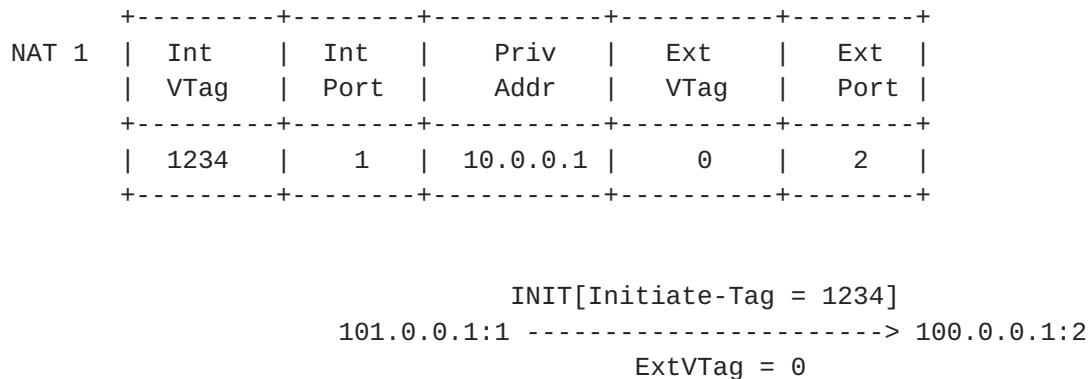 +---------+--------+-----------+----------+--------+
NAT 1  |  Int    |  Int   |    Priv   |   Ext    |   Ext  |
       |  VTag   |  Port  |    Addr   |   VTag   |   Port |
       +---------+--------+-----------+----------+--------+
       |  1234   |    1   |  10.0.0.1 |    0     |    2   |
       +---------+--------+-----------+----------+--------+
                                INIT[Initiate-Tag = 1234]
                     101.0.0.1:1 -----------------------> 100.0.0.1:2
                                        ExtVTag = 0